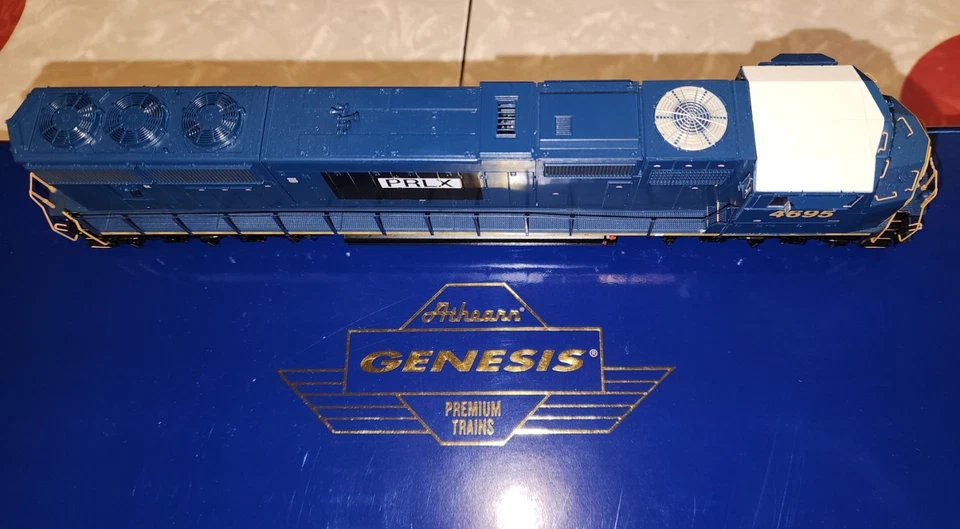 PRLX
4695
Athearn®
GENESIS®
PREMIUM
TRAINS